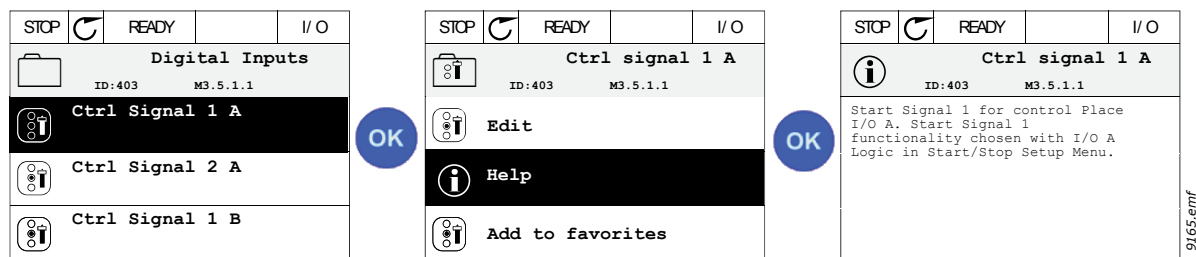 STOP READY I/O
Digital Inputs
ID:403 M3.5.1.1
Ctrl Signal 1 A
Ctrl Signal 2 A
Ctrl Signal 1 B
OK
STOP READY I/O
Ctrl signal 1 A
ID:403 M3.5.1.1
Edit
Help
Add to favorites
OK
STOP READY I/O
Ctrl signal 1 A
ID:403 M3.5.1.1
Start Signal 1 for control Place
I/O A. Start Signal 1
functionality chosen with I/O A
Logic in Start/Stop Setup Menu.
9165.emf